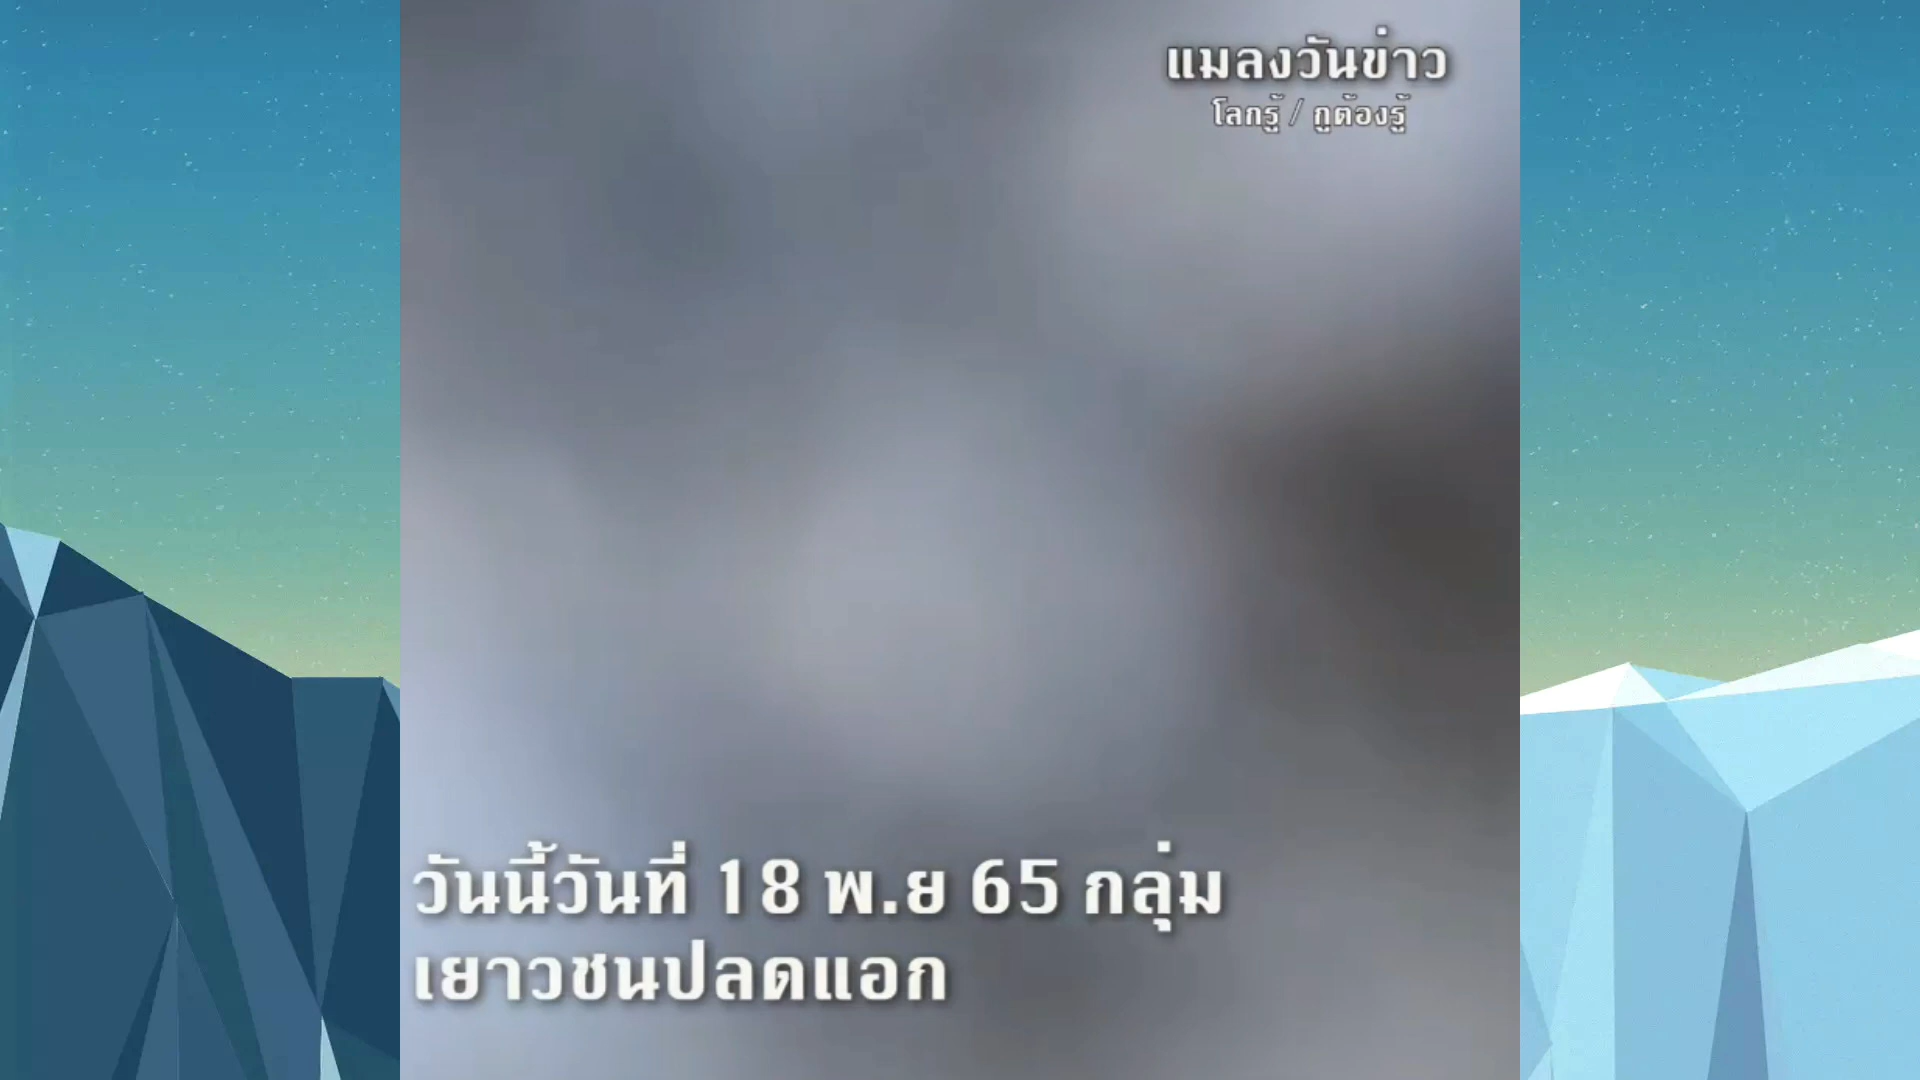 แมลงวันข่าว
โลกรู้ / กูต้องรู้
วันนี้วันที่ 18 พ.ย 65 กลุ่ม
เยาวชนปลดแอก